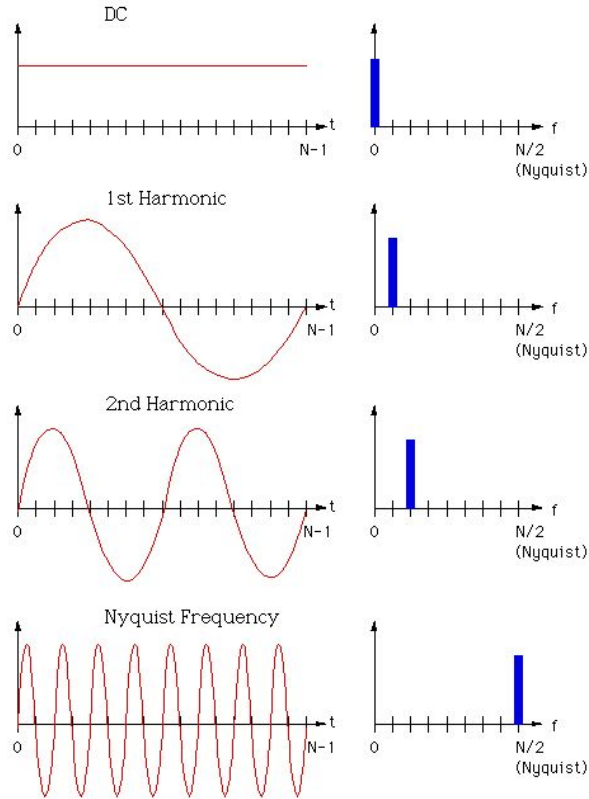 DC
t
f
0
N-1
0
N/2
(Nyquist)
1st Harmonic
t
f
0
N-1
0
N/2
(Nyquist)
2nd Harmonic
t
f
0
N-1
0
N/2
(Nyquist)
Nyquist Frequency
t
f
0
N-1
0
N/2
(Nyquist)